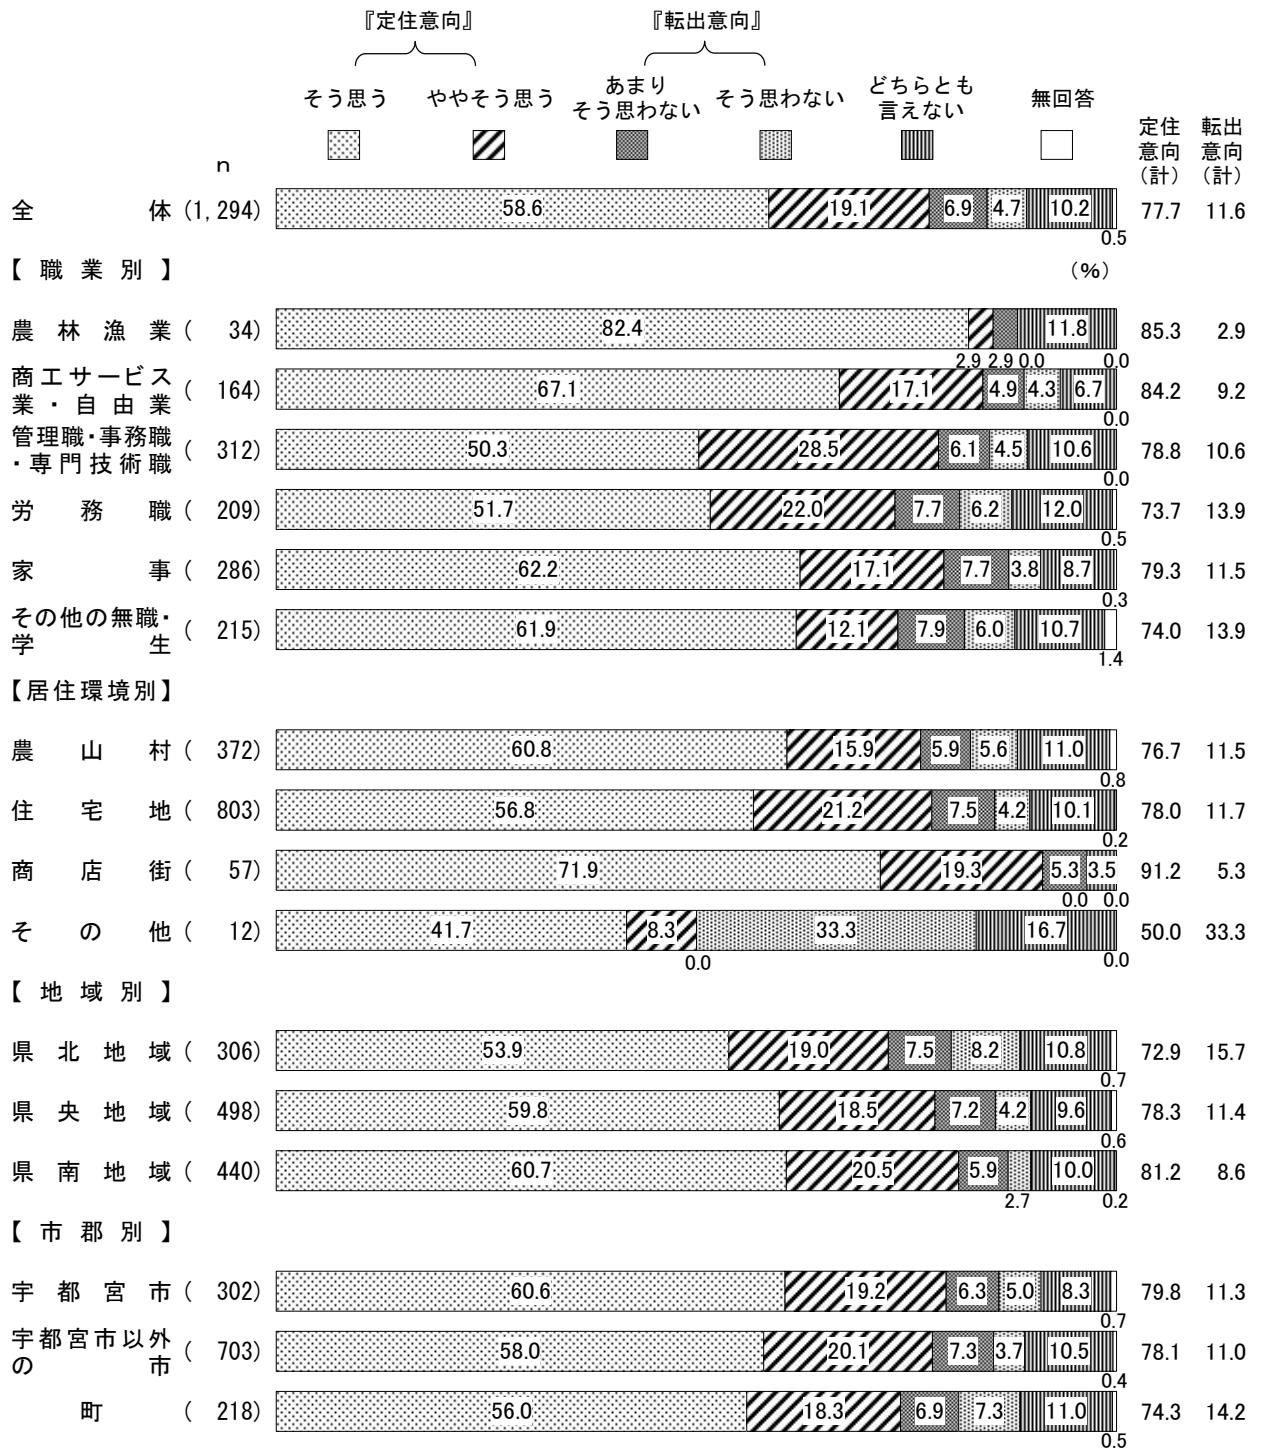 『定住意向』 『転出意向』
そう思う ややそう思う あまり そう思わない そう思わない どちらとも 言えない 無回答
定住 意向 (計) 転出 意向 (計)
n
全体 (1,294) 58.6 19.1 6.9 4.7 10.2 0.5 77.7 11.6
【職業別】 (%)
農林漁業 ( 34) 82.4 2.9 2.9 0.0 11.8 0.0 85.3 2.9
商工サービス業・自由業 ( 164) 67.1 17.1 4.9 4.3 6.7 0.0 84.2 9.2
管理職・事務職・専門技術職 ( 312) 50.3 28.5 6.1 4.5 10.6 0.0 78.8 10.6
労務職 ( 209) 51.7 22.0 7.7 6.2 12.0 0.5 73.7 13.9
家事 ( 286) 62.2 17.1 7.7 3.8 8.7 0.3 79.3 11.5
その他の無職・学生 ( 215) 61.9 12.1 7.9 6.0 10.7 1.4 74.0 13.9
【居住環境別】
農山村 ( 372) 60.8 15.9 5.9 5.6 11.0 0.8 76.7 11.5
住宅地 ( 803) 56.8 21.2 7.5 4.2 10.1 0.2 78.0 11.7
商店街 ( 57) 71.9 19.3 5.3 0.0 3.5 0.0 91.2 5.3
その他 ( 12) 41.7 8.3 0.0 33.3 16.7 0.0 50.0 33.3
【地域別】
県北地域 ( 306) 53.9 19.0 7.5 8.2 10.8 0.7 72.9 15.7
県央地域 ( 498) 59.8 18.5 7.2 4.2 9.6 0.6 78.3 11.4
県南地域 ( 440) 60.7 20.5 5.9 2.7 10.0 0.2 81.2 8.6
【市郡別】
宇都宮市 ( 302) 60.6 19.2 6.3 5.0 8.3 0.7 79.8 11.3
宇都宮市以外の市 ( 703) 58.0 20.1 7.3 3.7 10.5 0.4 78.1 11.0
町 ( 218) 56.0 18.3 6.9 7.3 11.0 0.5 74.3 14.2